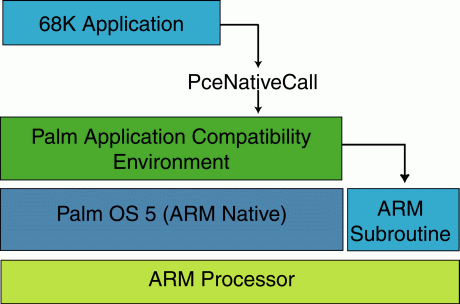 68K Application
PceNativeCall
Palm Application Compatibility
Environment
Palm OS 5 (ARM Native)
ARM
Subroutine
ARM Processor